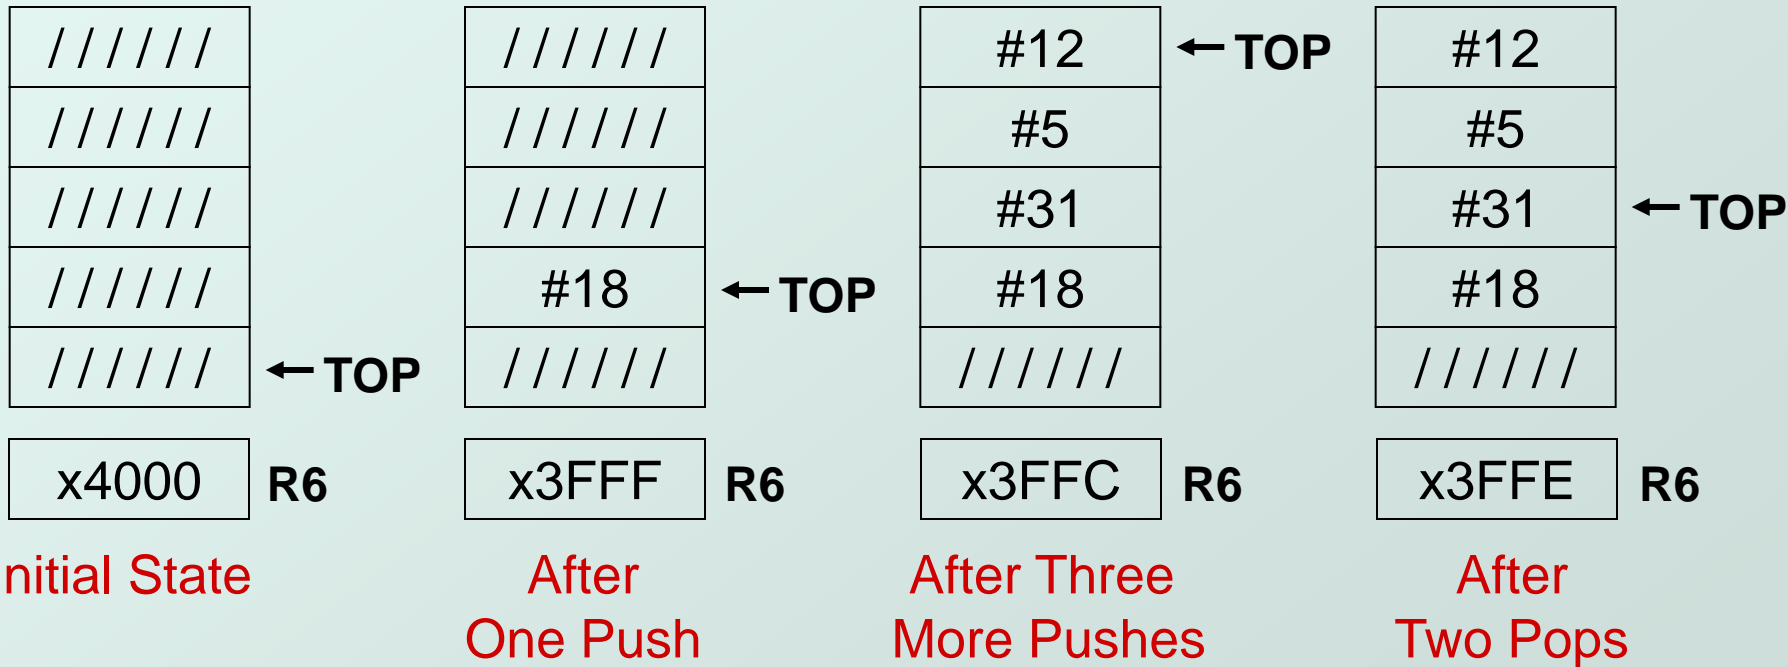 ////// ////// #12 ← TOP #12
////// ////// #5 #5
////// ////// #31 #31 ← TOP
////// #18 ← TOP #18 #18
////// ← TOP ////// ////// //////
x4000 R6 x3FFF R6 x3FFC R6 x3FFE R6
nitial State After After Three After
One Push More Pushes Two Pops